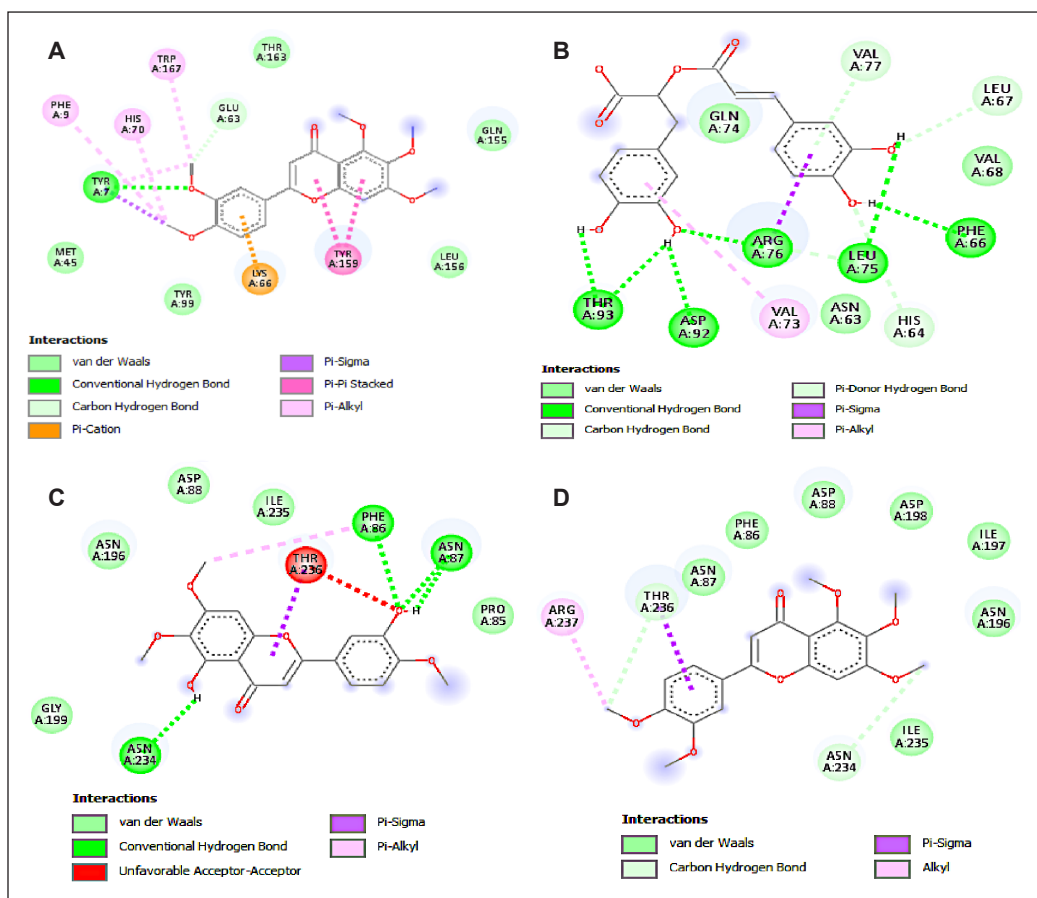 A
THR
A:163
TRP
A:167
PHE
A:9
HIS
A:70
GLU
A:63
GLN
A:155
TYR
A:7
O
O
O
O
O
O
O
MET
A:45
TYR
A:99
LYS
A:66
TYR
A:159
LEU
A:156
Interactions
van der Waals
Conventional Hydrogen Bond
Carbon Hydrogen Bond
Pi-Cation
Pi-Sigma
Pi-Pi Stacked
Pi-Alkyl
B
VAL
A:77
LEU
A:67
GLN
A:74
VAL
A:68
O
O
O
O
O
H
O
O
H
H
O
O
H
ARG
A:76
LEU
A:75
PHE
A:66
THR
A:93
ASP
A:92
VAL
A:73
ASN
A:63
HIS
A:64
Interactions
van der Waals
Conventional Hydrogen Bond
Carbon Hydrogen Bond
Pi-Donor Hydrogen Bond
Pi-Sigma
Pi-Alkyl
C
ASP
A:88
ILE
A:235
PHE
A:86
ASN
A:87
ASN
A:196
THR
A:236
PRO
A:85
O
O
O
O
H
O
O
H
O
GLY
A:199
ASN
A:234
Interactions
van der Waals
Conventional Hydrogen Bond
Unfavorable Acceptor-Acceptor
Pi-Sigma
Pi-Alkyl
D
ASP
A:88
PHE
A:86
ASP
A:198
ILE
A:197
ASN
A:87
ARG
A:237
THR
A:236
ASN
A:196
O
O
O
O
O
O
O
ASN
A:234
ILE
A:235
Interactions
van der Waals
Carbon Hydrogen Bond
Pi-Sigma
Alkyl